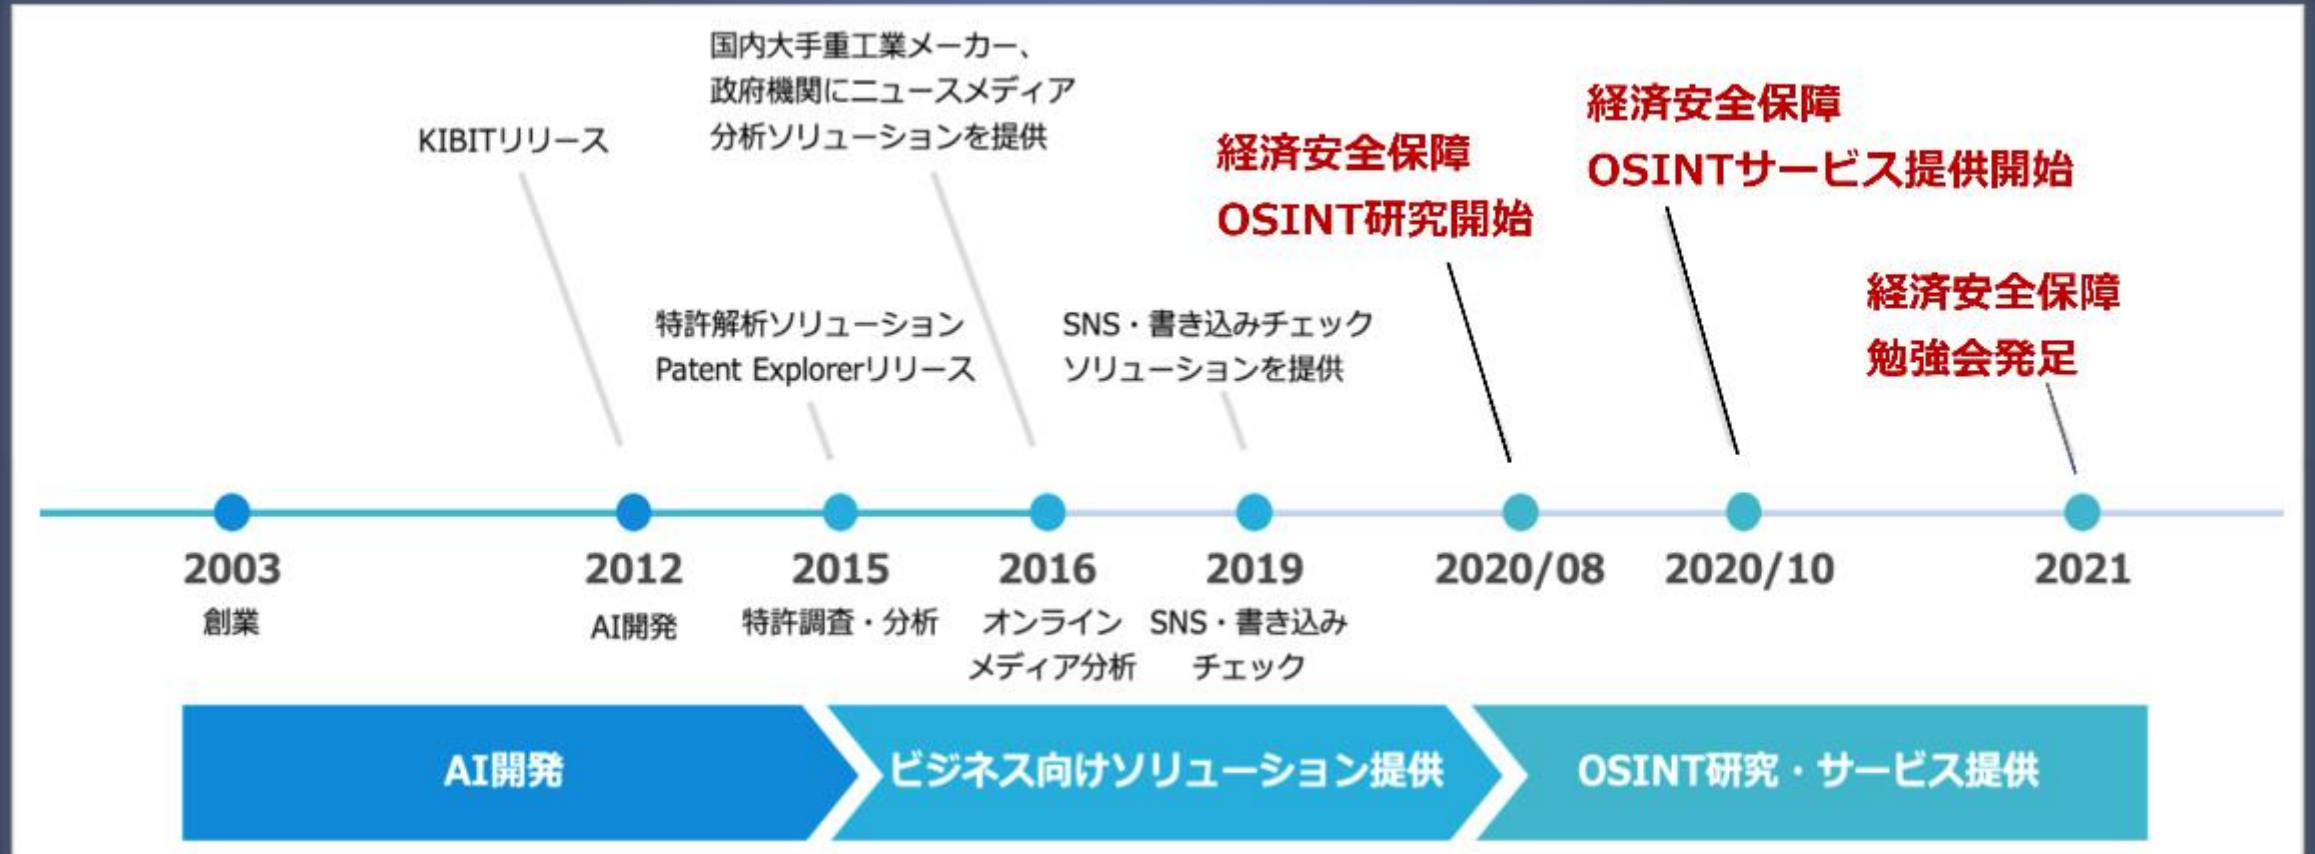 国内大手重工業メーカー、
政府機関にニュースメディア
分析ソリューションを提供
KIBITリリース
経済安全保障
OSINT研究開始
経済安全保障
OSINTサービス提供開始
特許解析ソリューション
Patent Explorerリリース
SNS・書き込みチェック
ソリューションを提供
経済安全保障
勉強会発足
2003
創業
2012
AI開発
2015
特許調査・分析
2016
オンライン
メディア分析
2019
SNS・書き込み
チェック
2020/08
2020/10
2021
AI開発
ビジネス向けソリューション提供
OSINT研究・サービス提供